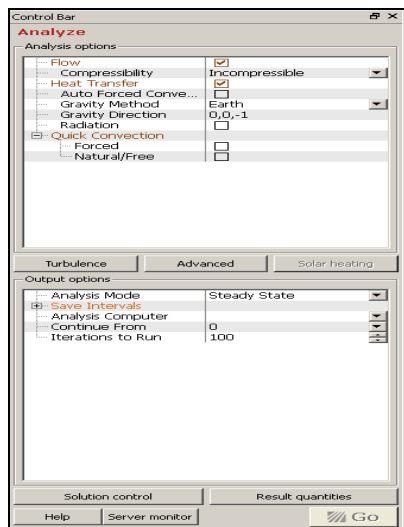 Control Bar
Analyze
Analysis options
Flow
Compressibility Incompressible
Heat Transfer
Auto Forced Conve...
Gravity Method Earth
Gravity Direction 0,0,-1
Radiation
Quick Convection
Forced
Natural/Free
Turbulence Advanced Solar heating
Output options
Analysis Mode Steady State
Save Intervals
Analysis Computer
Continue From 0
Iterations to Run 100
Solution control Result quantities
Help Server monitor Go